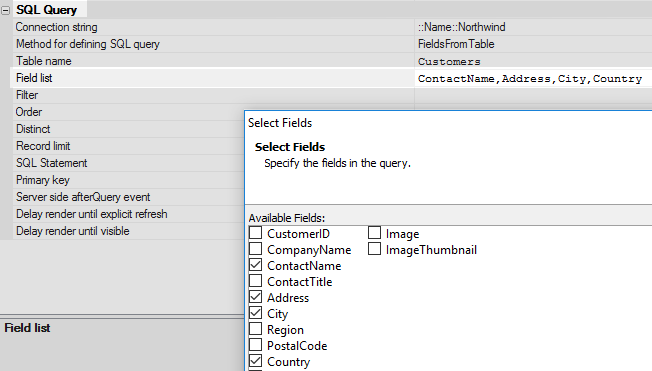 SQL Query
Connection string ::Name::Northwind
Method for defining SQL query FieldsFromTable
Table name Customers
Field list ContactName,Address,City,Country
Filter
Order
Distinct
Record limit
SQL Statement
Primary key
Server side afterQuery event
Delay render until explicit refresh
Delay render until visible
Field list
Select Fields
Select Fields
Specify the fields in the query.
Available Fields:
CustomerID Image
CompanyName ImageThumbnail
ContactName
ContactTitle
Address
City
Region
PostalCode
Country